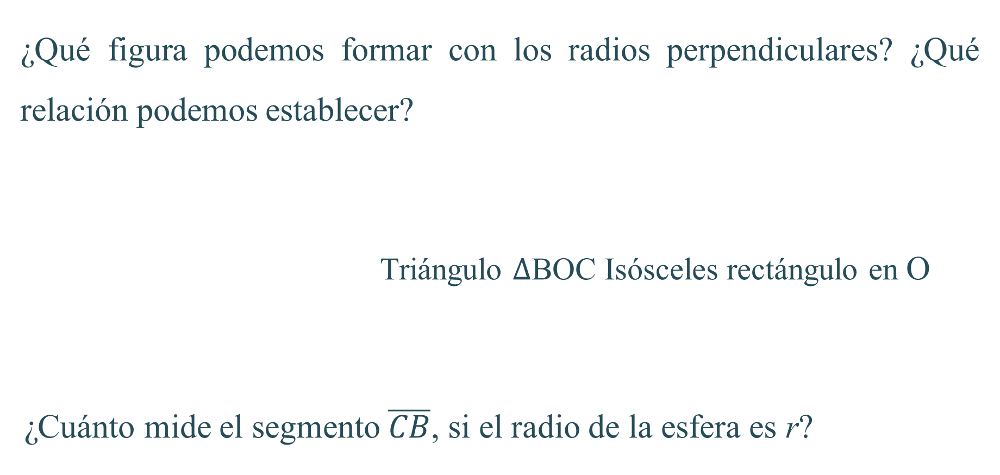 ¿Qué figura podemos formar con los radios perpendiculares? ¿Qué
relación podemos establecer?
Triángulo ΔBOC Isósceles rectángulo en O
¿Cuánto mide el segmento \overline{CB}, si el radio de la esfera es r?